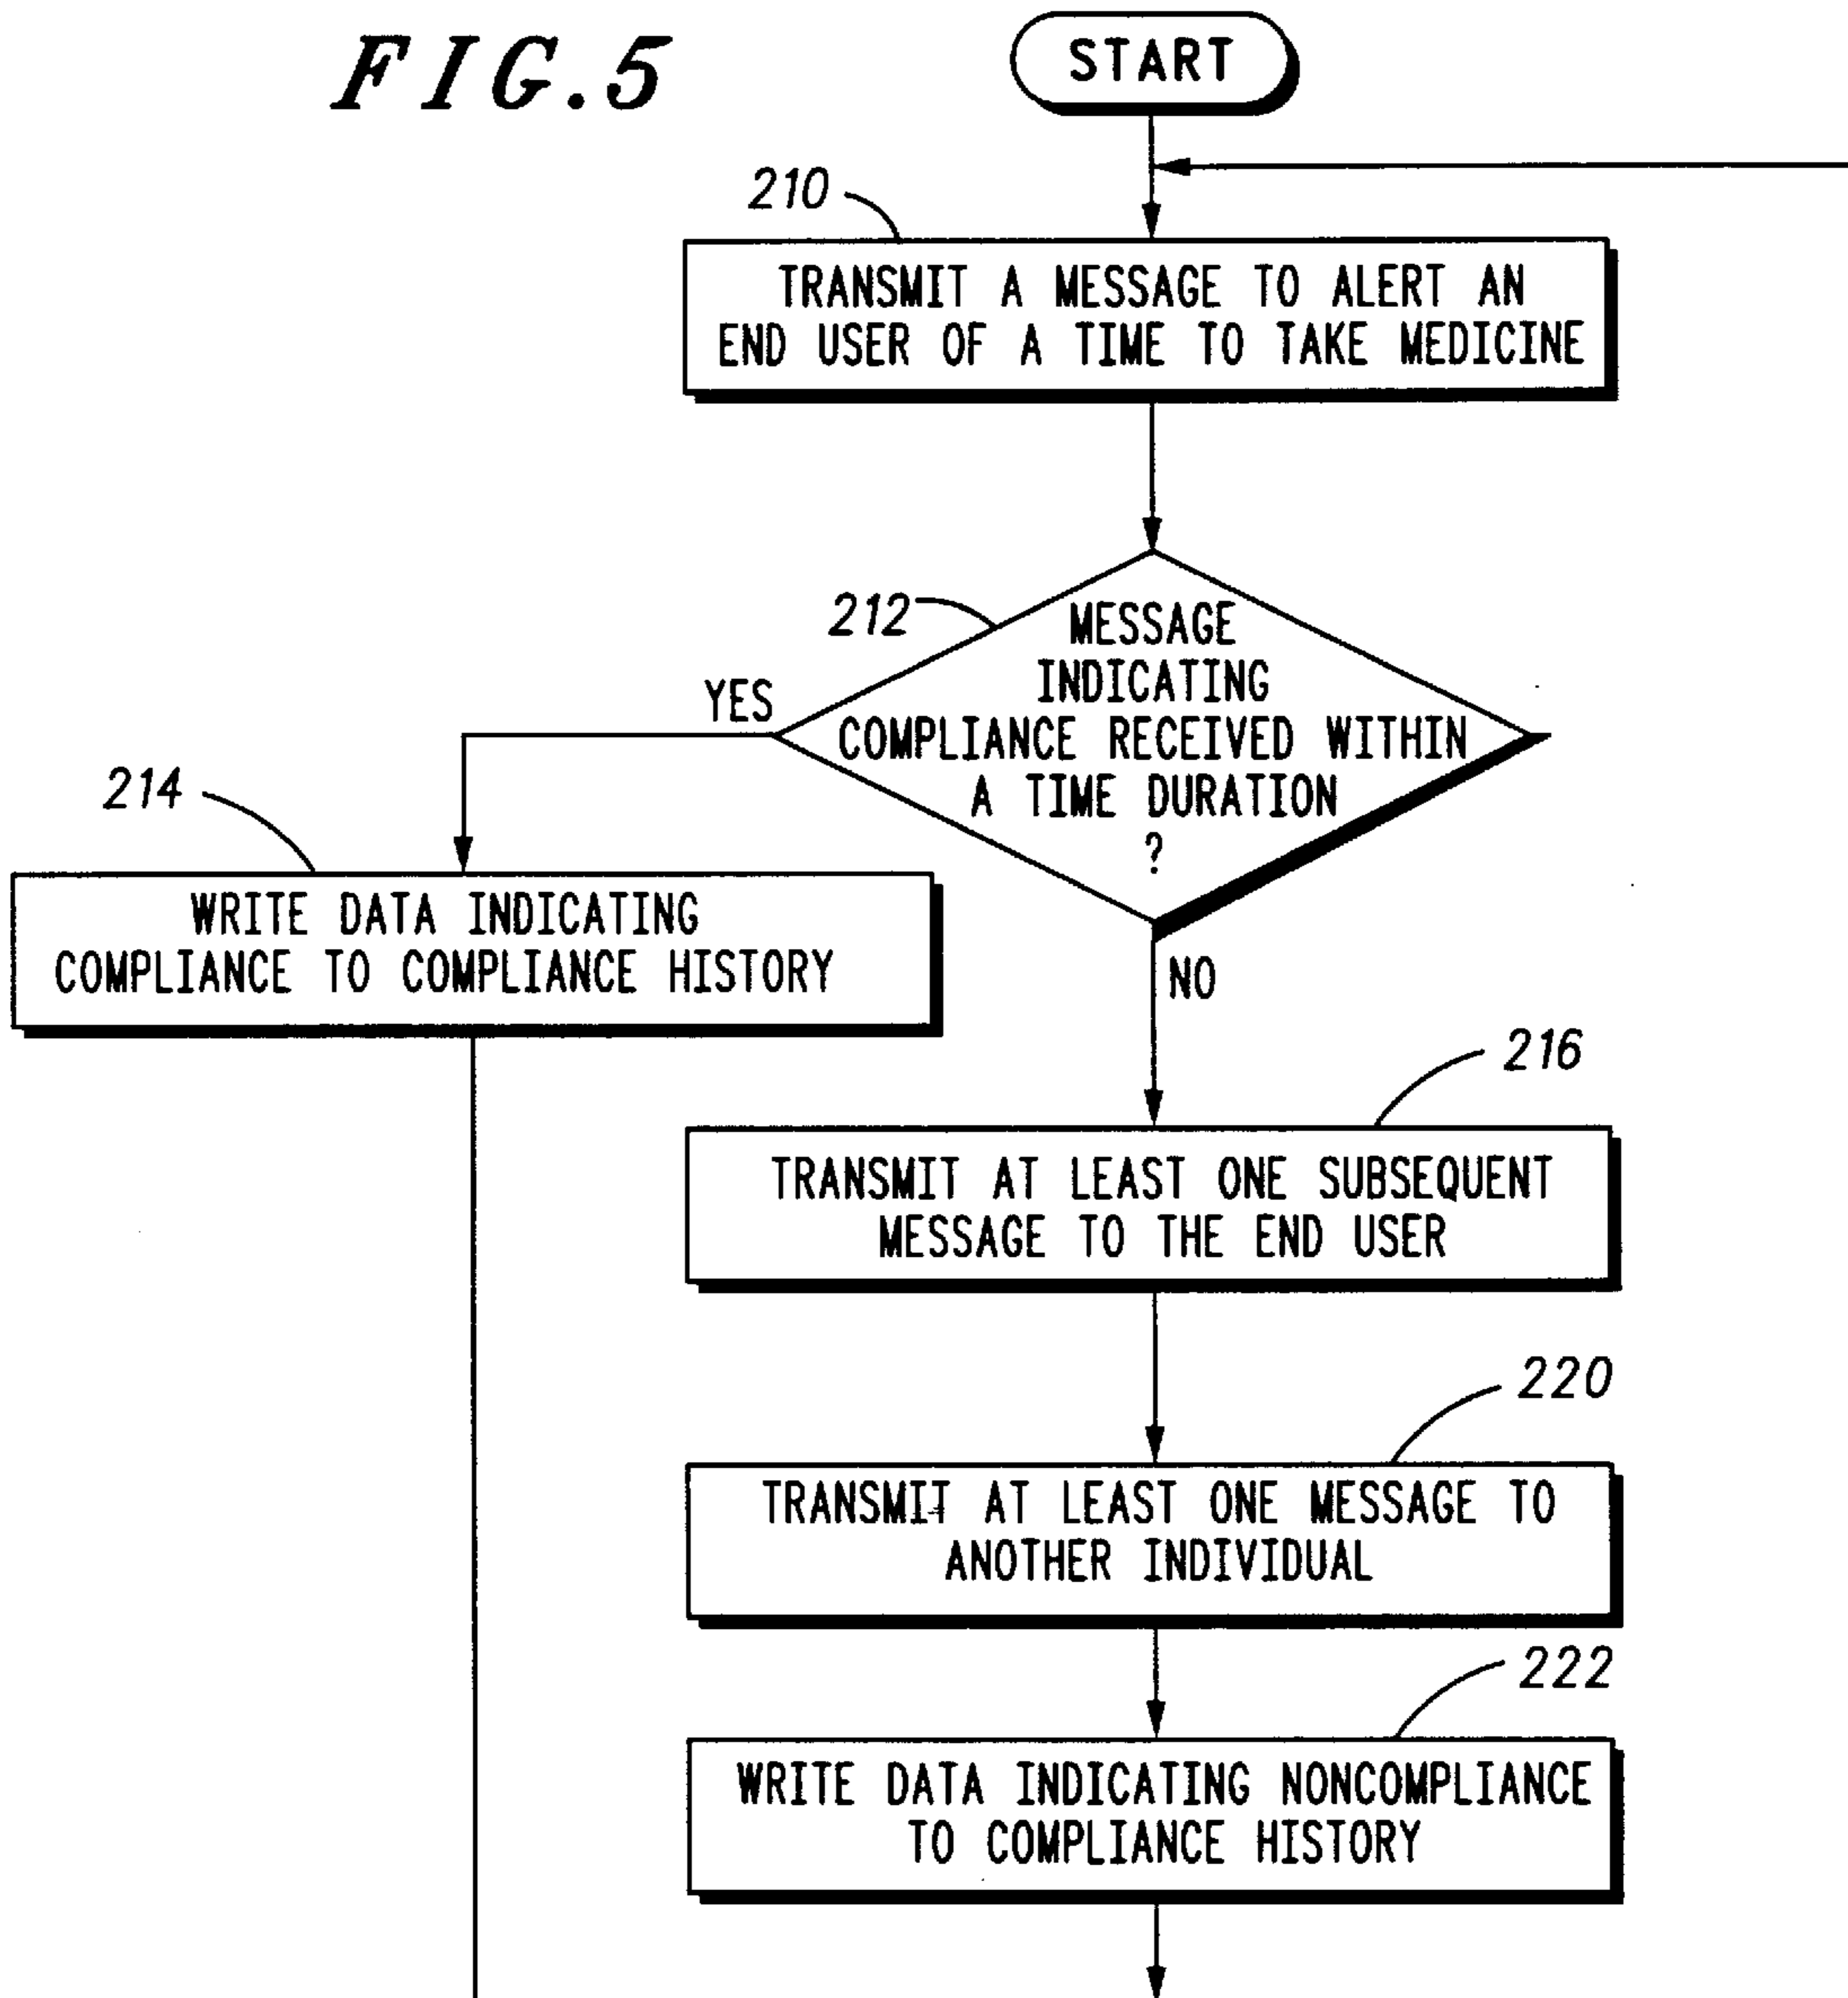 FIG.5
START
210
TRANSMIT A MESSAGE TO ALERT AN
END USER OF A TIME TO TAKE MEDICINE
212
MESSAGE
INDICATING
COMPLIANCE RECEIVED WITHIN
A TIME DURATION
?
YES
214
WRITE DATA INDICATING
COMPLIANCE TO COMPLIANCE HISTORY
NO
216
TRANSMIT AT LEAST ONE SUBSEQUENT
MESSAGE TO THE END USER
220
TRANSMIT AT LEAST ONE MESSAGE TO
ANOTHER INDIVIDUAL
222
WRITE DATA INDICATING NONCOMPLIANCE
TO COMPLIANCE HISTORY